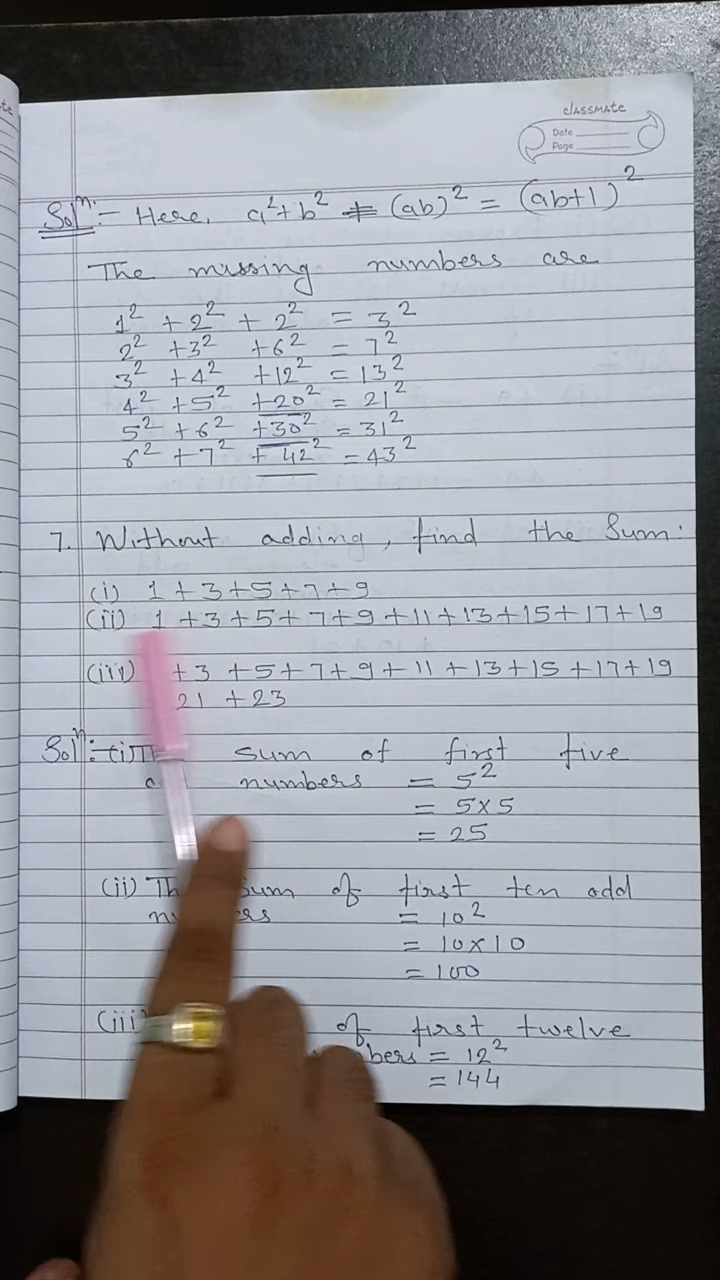 te
classmate
Date
Page
Solⁿ:- Here, a² + b² + (ab)² = (ab+1)²
The missing numbers are
1² + 2² + 2² = 3²
2² + 3² + 6² = 7²
3² + 4² + 12² = 13²
4² + 5² + 20² = 21²
5² + 6² + 30² = 31²
6² + 7² + 42² = 43²
7. Without adding, find the Sum:
(i) 1 + 3 + 5 + 7 + 9
(ii) 1 + 3 + 5 + 7 + 9 + 11 + 13 + 15 + 17 + 19
(iii) + 3 + 5 + 7 + 9 + 11 + 13 + 15 + 17 + 19
21 + 23
Solⁿ:- (i) sum of first five
numbers = 5²
= 5 × 5
= 25
(ii) The sum of first ten add
= 10²
= 10 × 10
= 100
(iii) of first twelve
= 12²
= 144